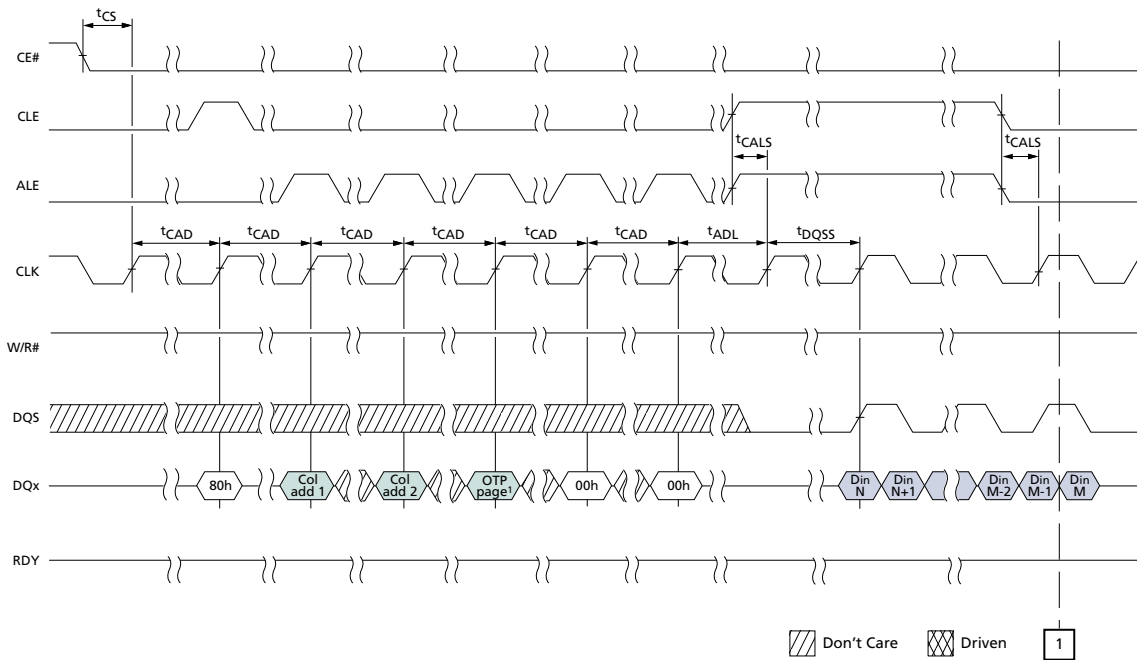 tCS
CE#
CLE
tCALS
tCALS
ALE
tCAD
tCAD
tCAD
tCAD
tCAD
tCAD
tADL
tDQSS
CLK
W/R#
DQS
DQx
80h
Col
add 1
Col
add 2
OTP
page1
00h
00h
Din
N
Din
N+1
Din
M-2
Din
M-1
Din
M
RDY
Don't Care
Driven
1